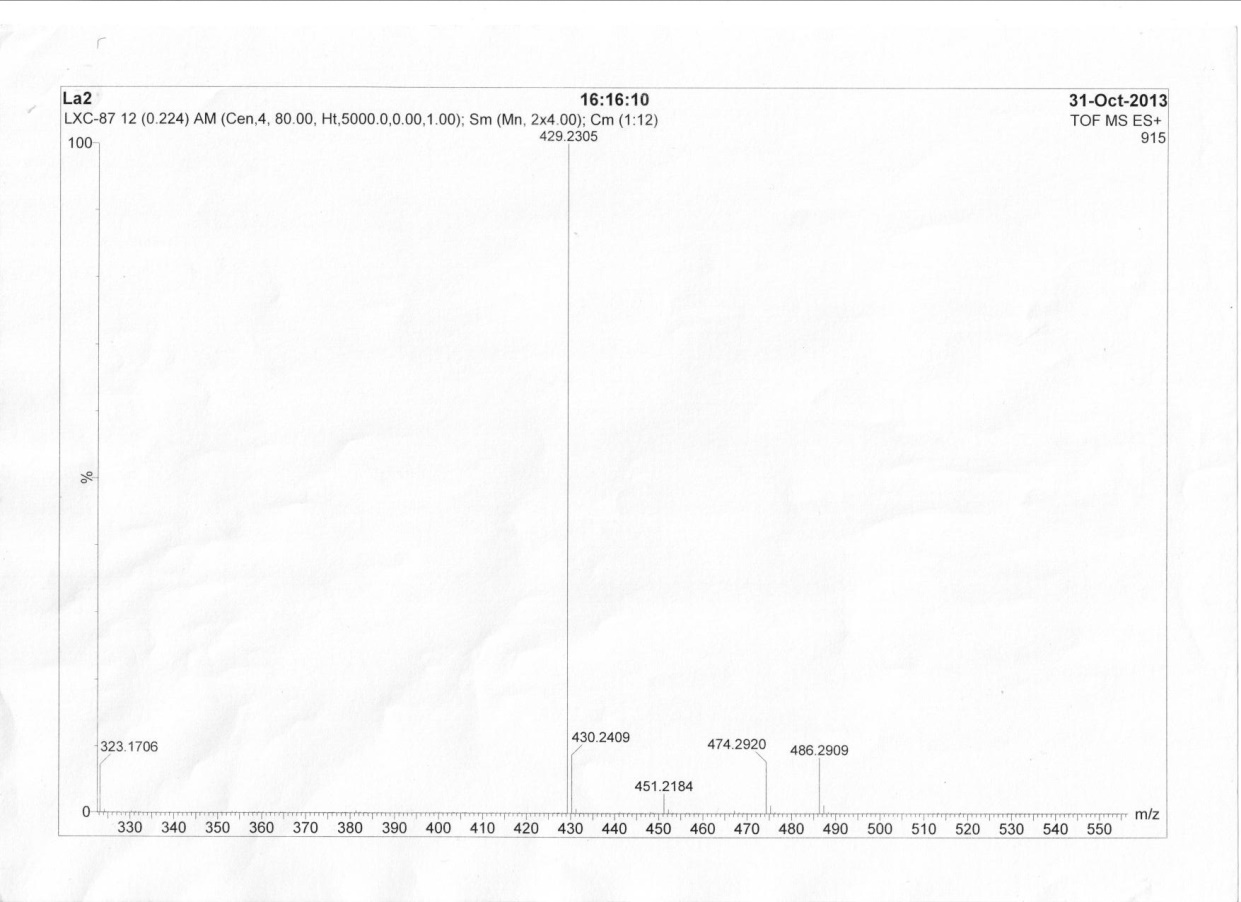 La2 16:16:10 31-Oct-2013
LXC-87 12 (0.224) AM (Cen,4, 80.00, Ht,5000.0,0.00,1.00); Sm (Mn, 2x4.00); Cm (1:12) TOF MS ES+
429.2305 915
100
%
430.2409
323.1706 474.2920 486.2909
451.2184
0 m/z
330 340 350 360 370 380 390 400 410 420 430 440 450 460 470 480 490 500 510 520 530 540 550